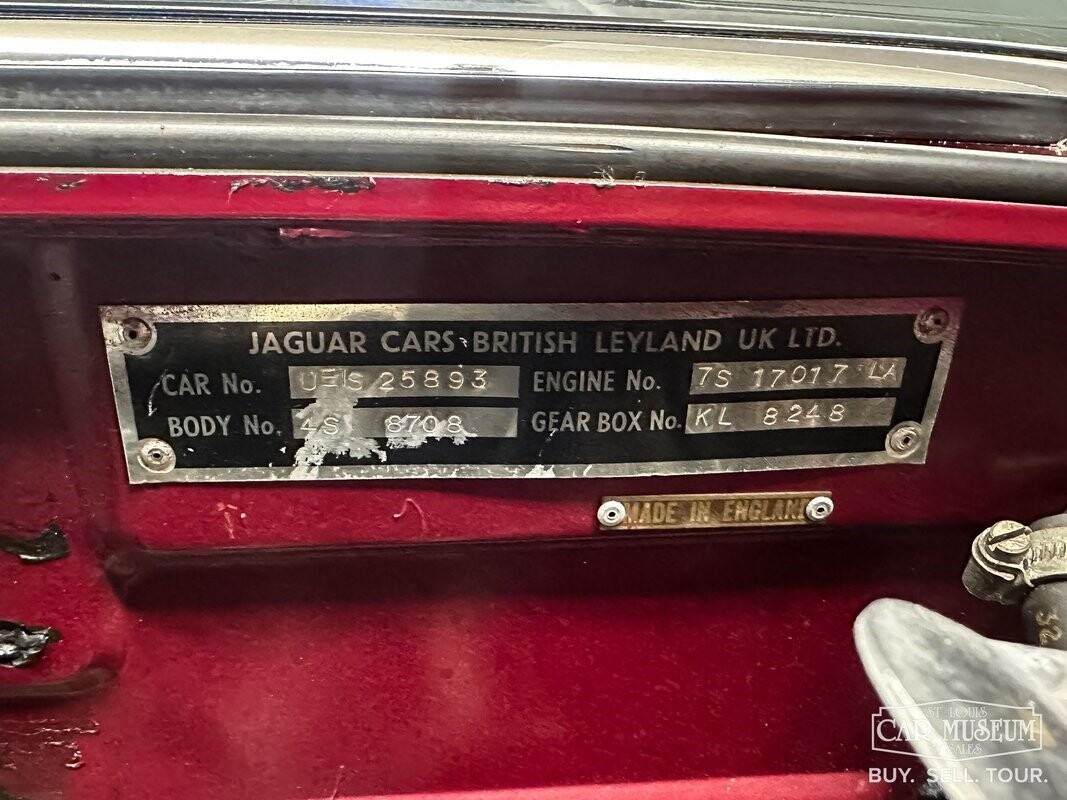 JAGUAR CARS BRITISH LEYLAND UK LTD.
CAR No. UE1S 25893 ENGINE No. 7S 17017 LA
BODY No. 4S 8708 GEAR BOX No. KL 8248
MADE IN ENGLAND
52
ST LOUIS
CAR MUSEUM
& SALES
BUY. SELL. TOUR.